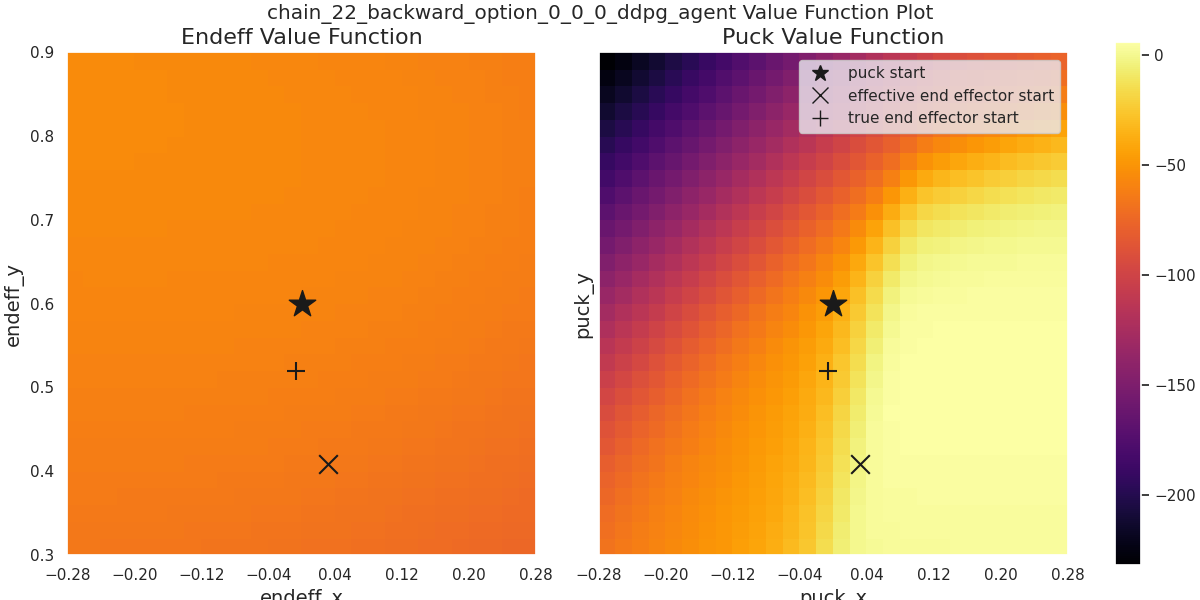 chain_22_backward_option_0_0_0_ddpg_agent Value Function Plot
Endeff Value Function
Puck Value Function
0.9
0.8
0.7
0.6
0.5
0.4
0.3
endeff_y
−0.28
−0.20
−0.12
−0.04
0.04
0.12
0.20
0.28
endeff_x
puck_y
puck start
effective end effector start
true end effector start
−0.28
−0.20
−0.12
−0.04
0.04
0.12
0.20
0.28
puck_x
0
−50
−100
−150
−200